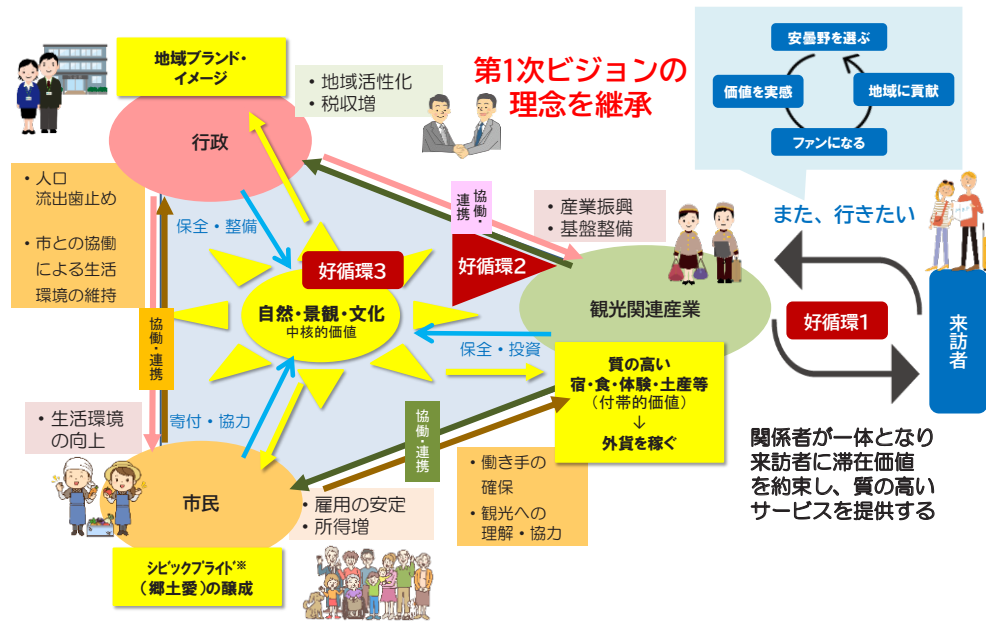 地域ブランド・
イメージ
・地域活性化
・税収増
第1次ビジョンの
理念を継承
安曇野を選ぶ
価値を実感
地域に貢献
ファンになる
行政
・人口
流出歯止め
・市との協働
による生活
環境の維持
保全・整備
協働・
連携
・産業振興
・基盤整備
また、行きたい
好循環3
好循環2
自然・景観・文化
中核的価値
観光関連産業
好循環1
来訪者
協働・連携
保全・投資
質の高い
宿・食・体験・土産等
（付帯的価値）
↓
外貨を稼ぐ
・生活環境
の向上
寄付・協力
協働・連携
関係者が一体となり
来訪者に滞在価値
を約束し、質の高い
サービスを提供する
市民
・雇用の安定
・所得増
・働き手の
確保
・観光への
理解・協力
シビックプライド※
（郷土愛）の醸成